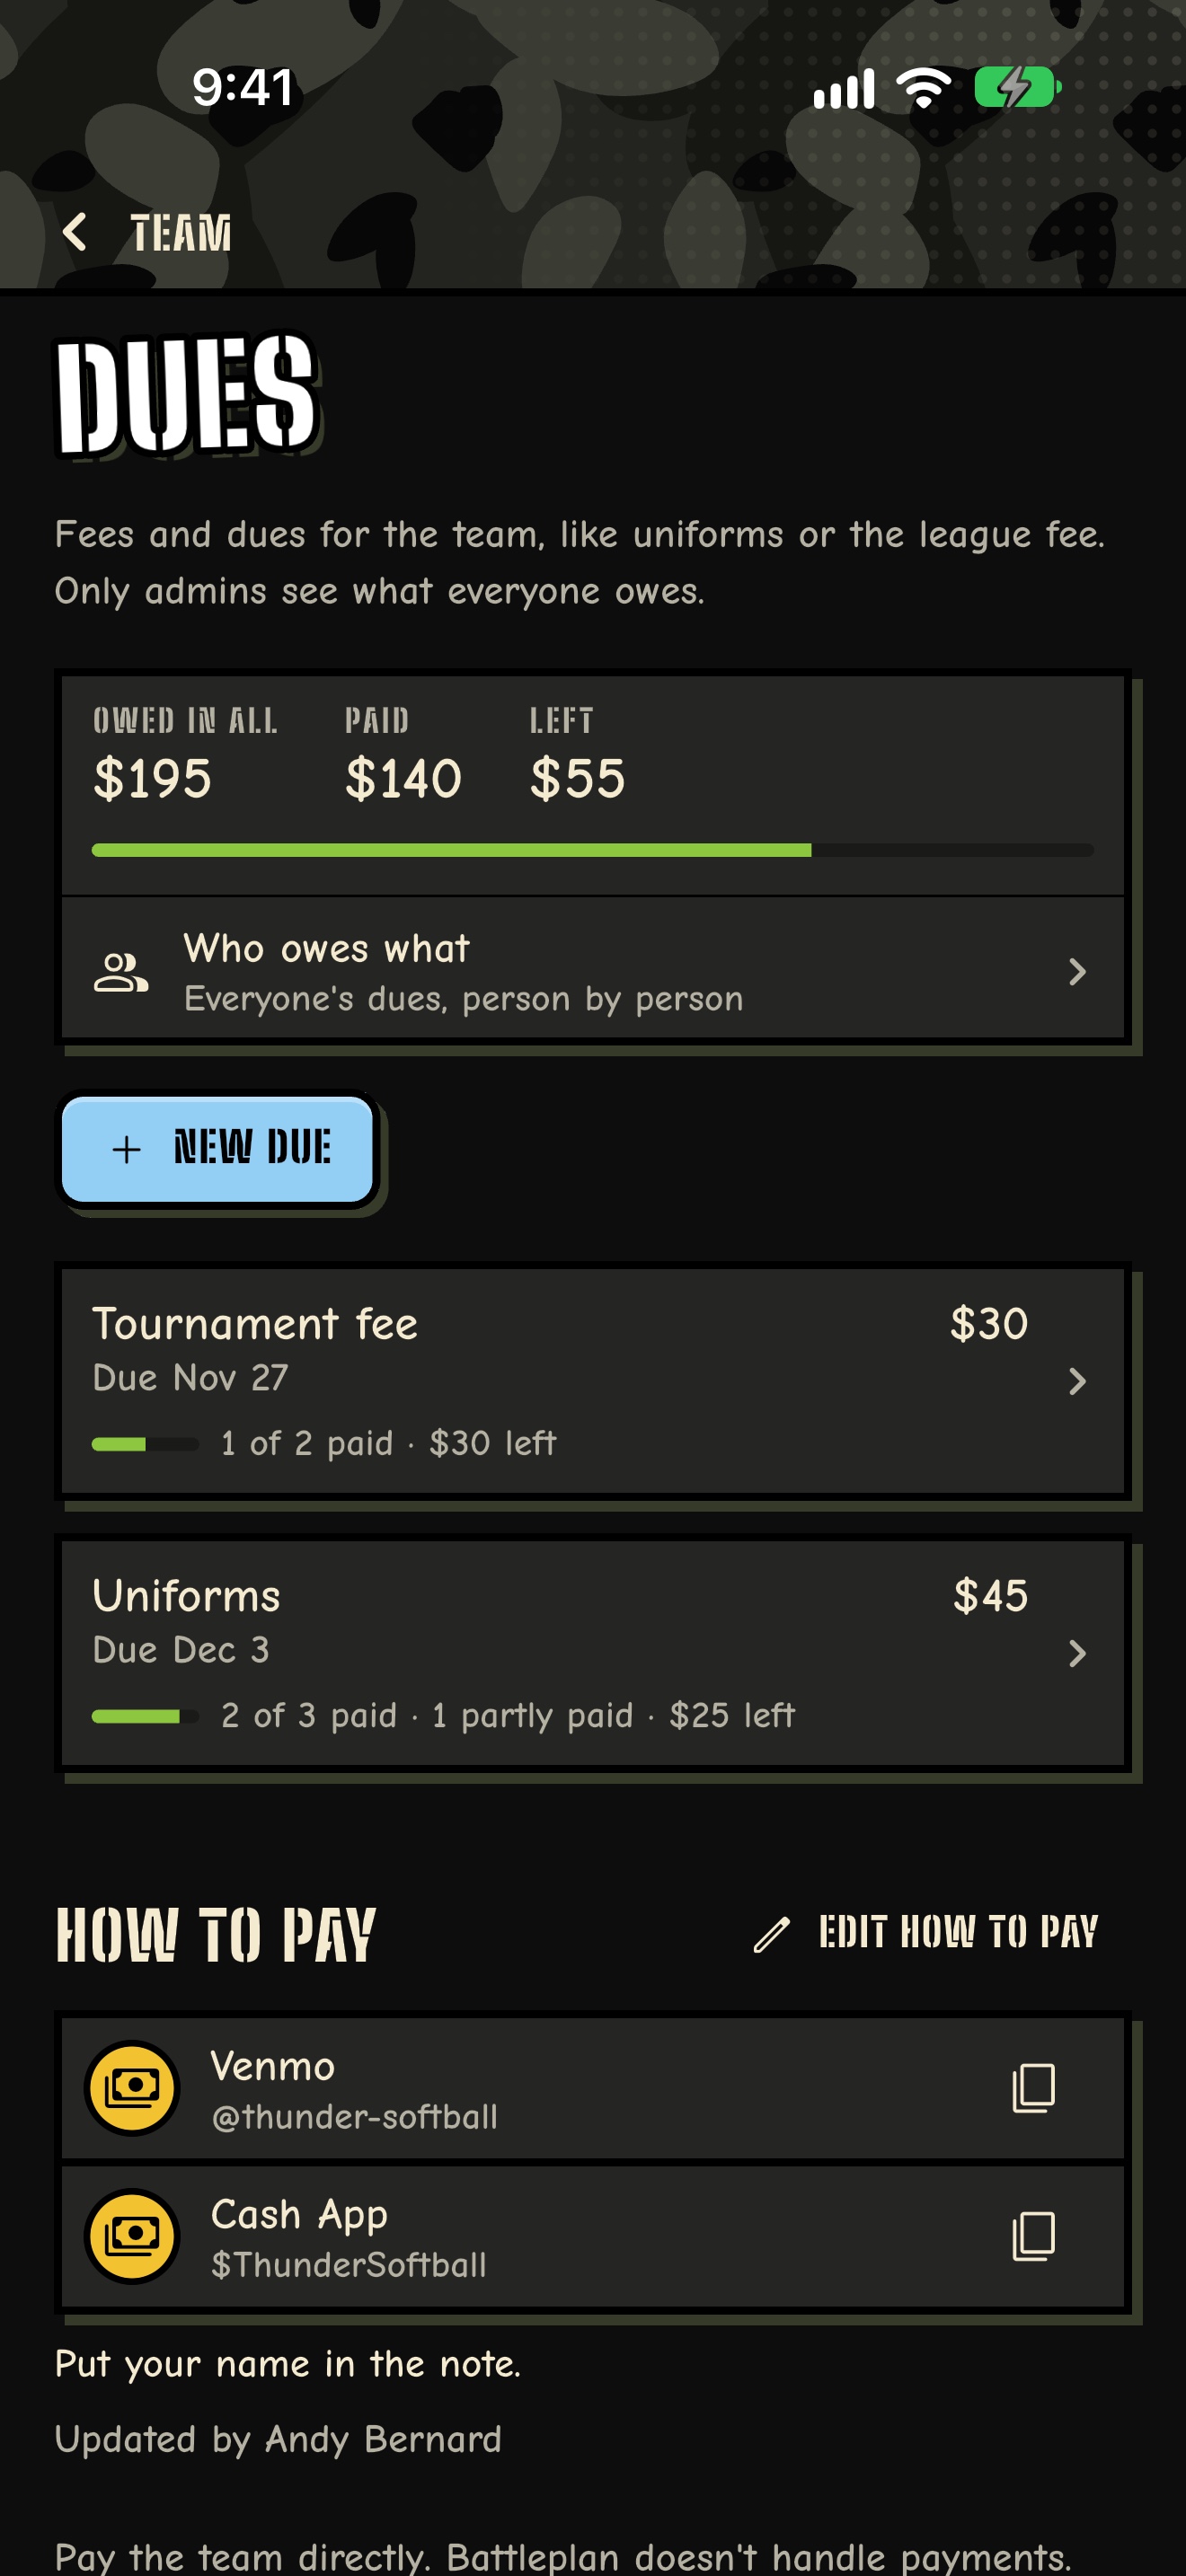 9:41
TEAM
DUES
Fees and dues for the team, like uniforms or the league fee.
Only admins see what everyone owes.
OWED IN ALL PAID LEFT
$195 $140 $55
Who owes what
Everyone's dues, person by person
+ NEW DUE
Tournament fee $30
Due Nov 27
1 of 2 paid · $30 left
Uniforms $45
Due Dec 3
2 of 3 paid · 1 partly paid · $25 left
HOW TO PAY EDIT HOW TO PAY
Venmo
@thunder-softball
Cash App
$ThunderSoftball
Put your name in the note.
Updated by Andy Bernard
Pay the team directly. Battleplan doesn't handle payments.